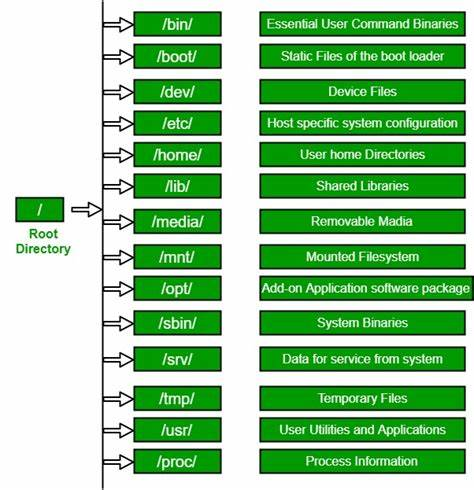 /bin/ Essential User Command Binaries
/boot/ Static Files of the boot loader
/dev/ Device Files
/etc/ Host specific system configuration
/home/ User home Directories
/lib/ Shared Libraries
/ 
Root
Directory
/media/ Removable Madia
/mnt/ Mounted Filesystem
/opt/ Add-on Application software package
/sbin/ System Binaries
/srv/ Data for service from system
/tmp/ Temporary Files
/usr/ User Utilities and Applications
/proc/ Process Information